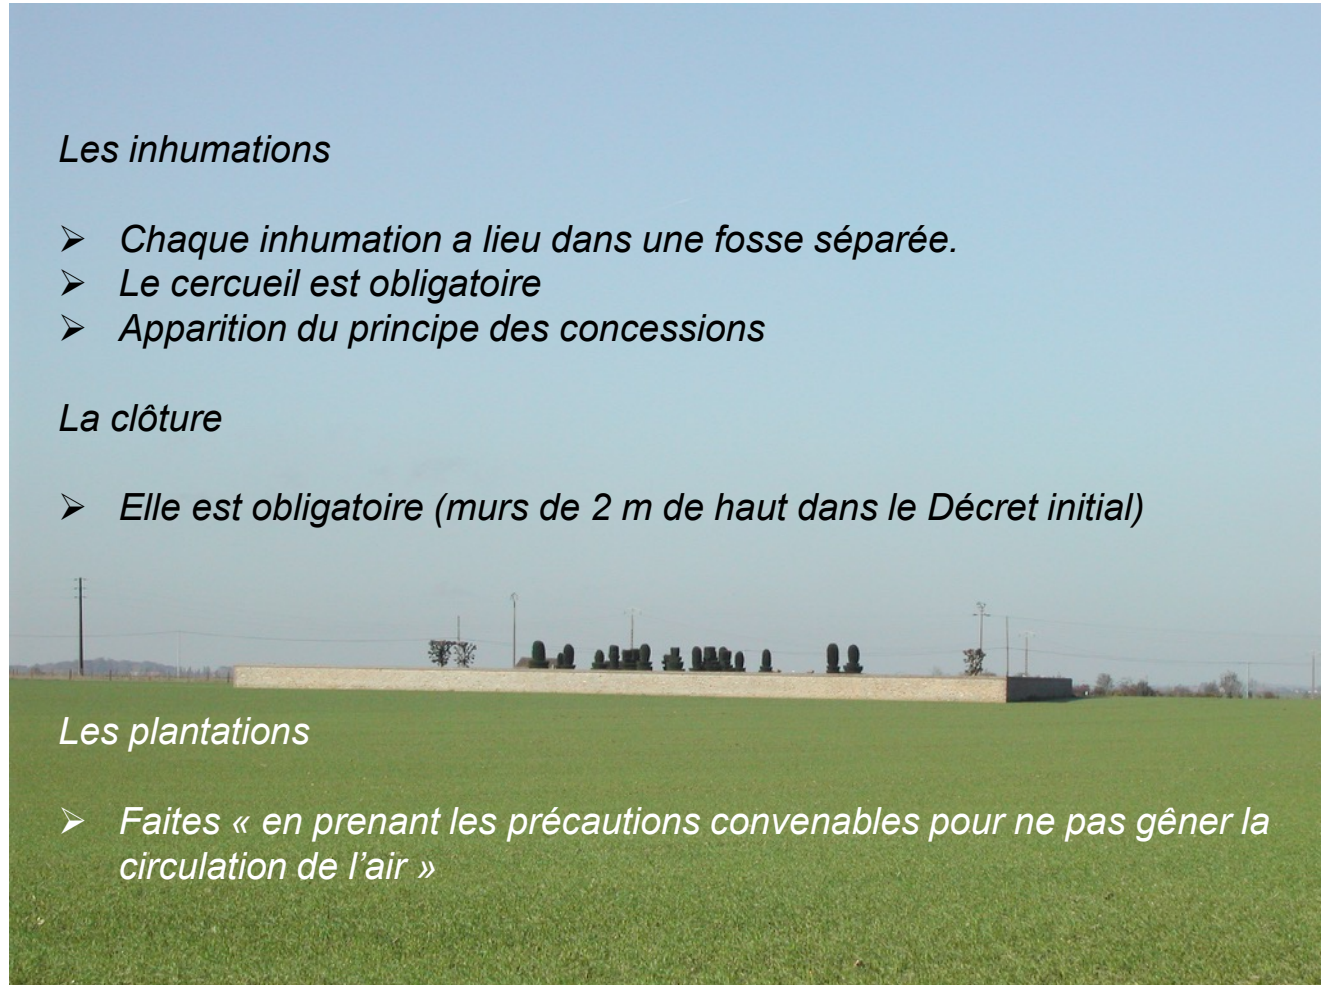 Les inhumations
➢ Chaque inhumation a lieu dans une fosse séparée.
➢ Le cercueil est obligatoire
➢ Apparition du principe des concessions
La clôture
➢ Elle est obligatoire (murs de 2 m de haut dans le Décret initial)
Les plantations
➢ Faites « en prenant les précautions convenables pour ne pas gêner la
circulation de l’air »